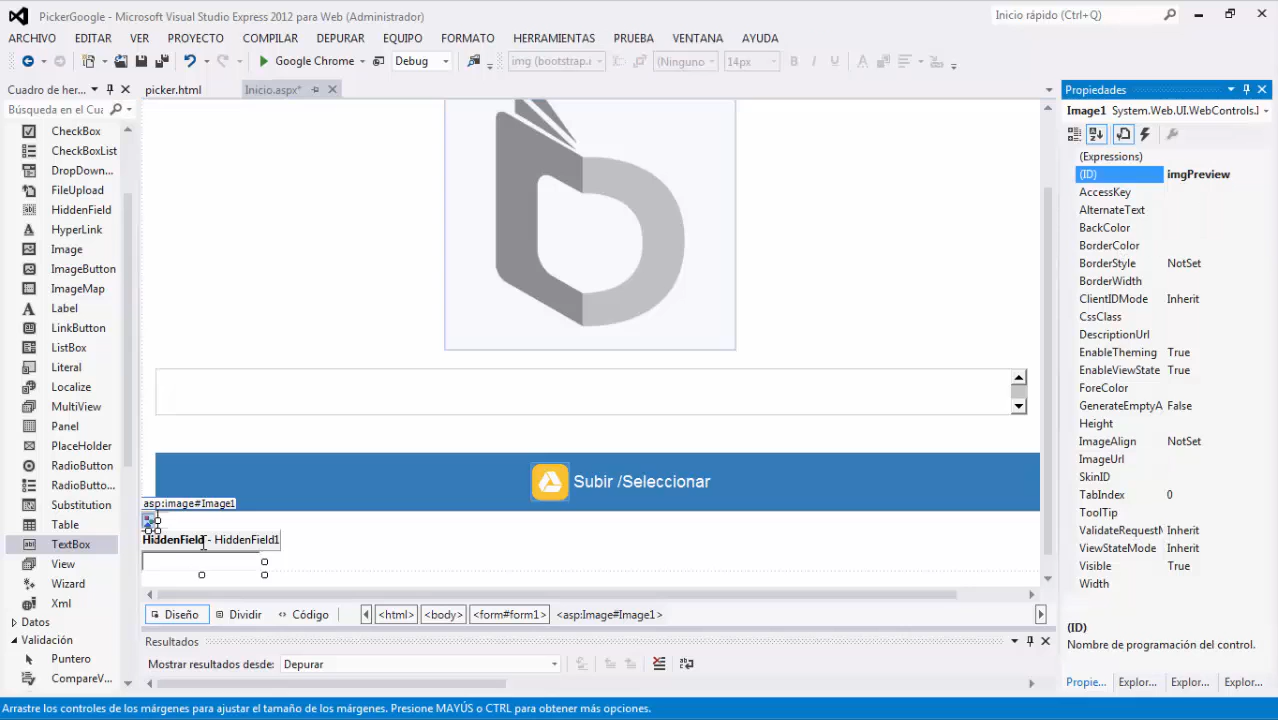 PickerGoogle - Microsoft Visual Studio Express 2012 para Web (Administrador)
Inicio rápido (Ctrl+Q)
ARCHIVO EDITAR VER PROYECTO COMPILAR DEPURAR EQUIPO FORMATO HERRAMIENTAS PRUEBA VENTANA AYUDA
Google Chrome Debug img (bootstrap.n (Ninguno 14px B I U A
Cuadro de her...
picker.html
Inicio.aspx*
Propiedades
Búsqueda en el Cua
Image1 System.Web.UI.WebControls.I
CheckBox
CheckBoxList
DropDown...
FileUpload
HiddenField
HyperLink
Image
ImageButton
ImageMap
Label
LinkButton
ListBox
Literal
Localize
MultiView
Panel
PlaceHolder
RadioButton
RadioButto...
Substitution
Table
TextBox
View
Wizard
Xml
Datos
Validación
Puntero
CompareV...
Subir /Seleccionar
asp:image#Image1
HiddenField - HiddenField1
Diseño Dividir Código <html> <body> <form#form1> <asp:Image#Image1>
Resultados
Mostrar resultados desde: Depurar
(Expressions)
(ID) imgPreview
AccessKey
AlternateText
BackColor
BorderColor
BorderStyle NotSet
BorderWidth
ClientIDMode Inherit
CssClass
DescriptionUrl
EnableTheming True
EnableViewState True
ForeColor
GenerateEmptyA False
Height
ImageAlign NotSet
ImageUrl
SkinID
TabIndex 0
ToolTip
ValidateRequestM Inherit
ViewStateMode Inherit
Visible True
Width
(ID)
Nombre de programación del control.
Propie... Explor... Explor... Explor...
Arrastre los controles de los márgenes para ajustar el tamaño de los márgenes. Presione MAYÚS o CTRL para obtener más opciones.